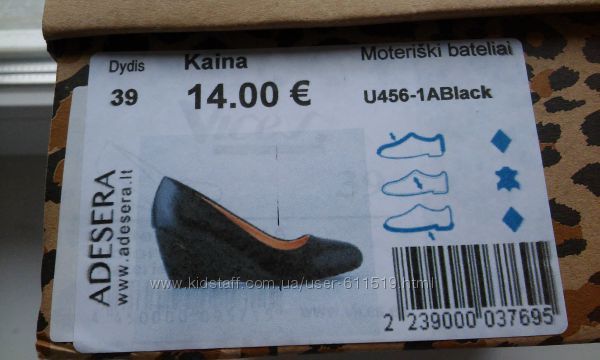 Dydis
39
Kaina
14.00 €
Moteriški bateliai
U456-1ABlack
ADESERA
www.adesera.lt
www.kidstaff.com.ua/user-611519.html
2 239000 037695